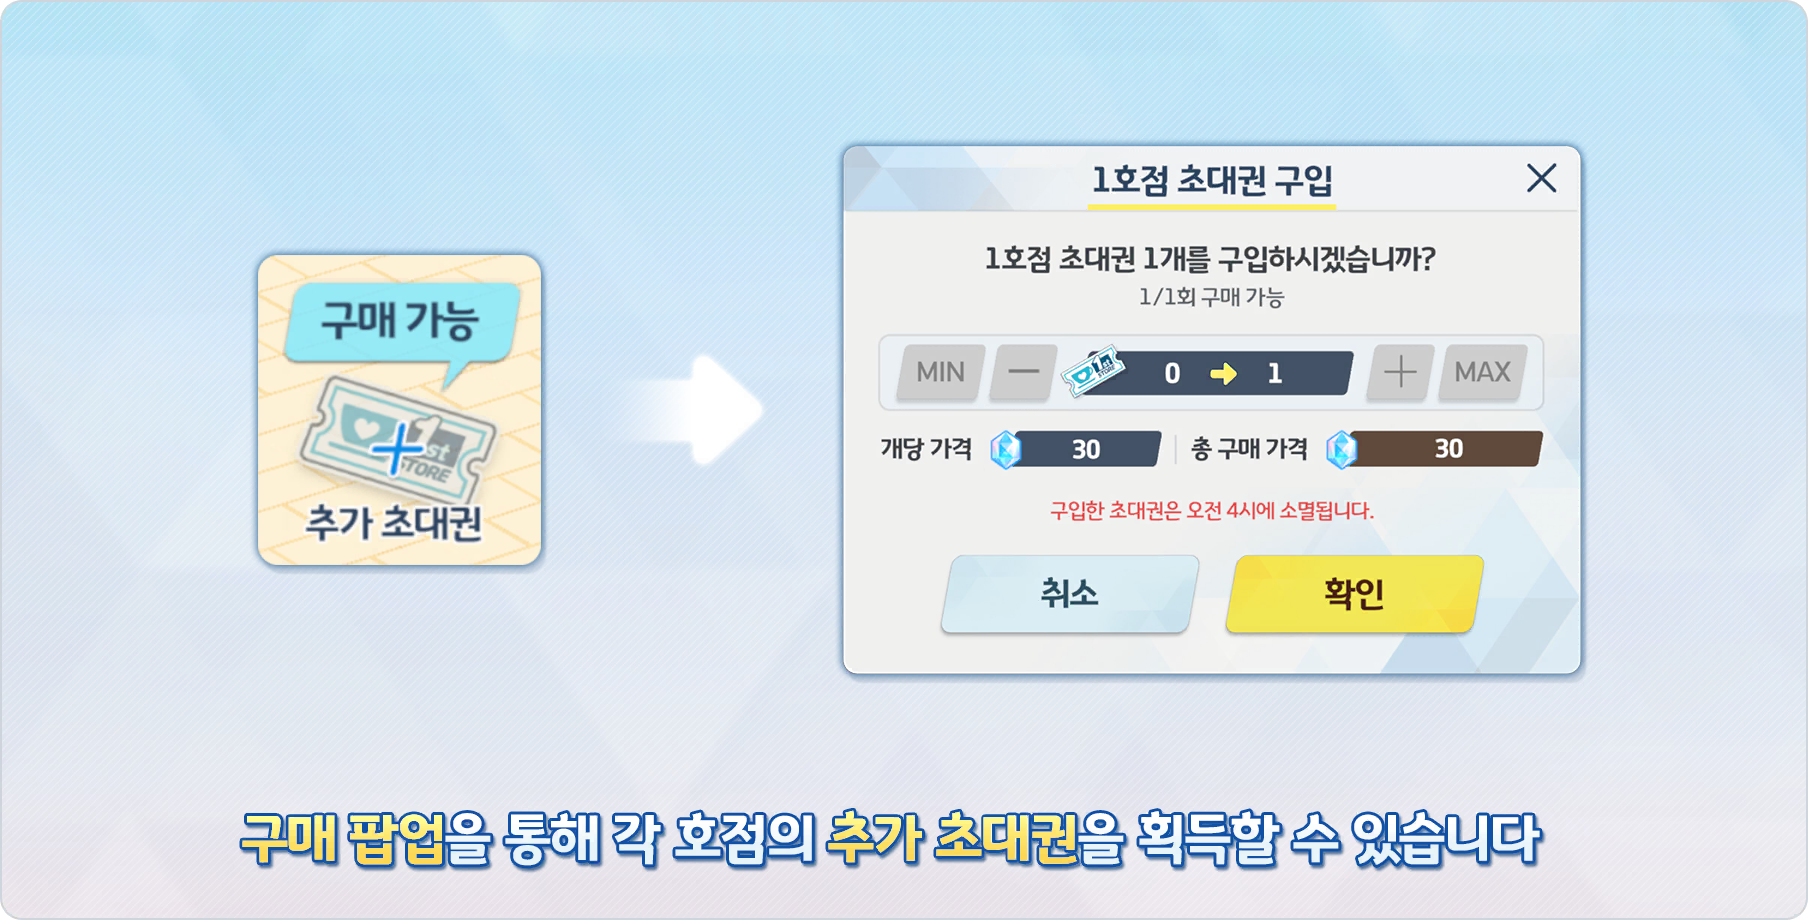 구매 가능
1st
STORE
추가 초대권
1호점 초대권 구입
1호점 초대권 1개를 구입하시겠습니까?
1/1회 구매 가능
MIN
1st
STORE
0
1
MAX
개당 가격
30
총 구매 가격
30
구입한 초대권은 오전 4시에 소멸됩니다.
취소
확인
구매 팝업을 통해 각 호점의 추가 초대권을 획득할 수 있습니다